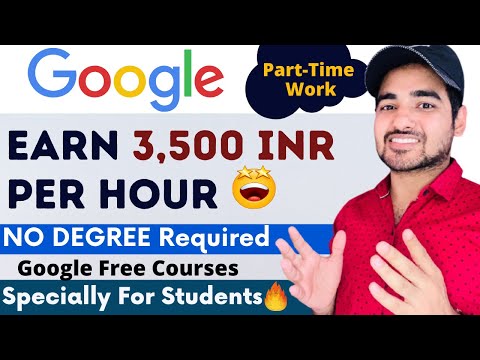 Google
Part-Time
Work
EARN 3,500 INR
PER HOUR
NO DEGREE Required
Google Free Courses
Specially For Students